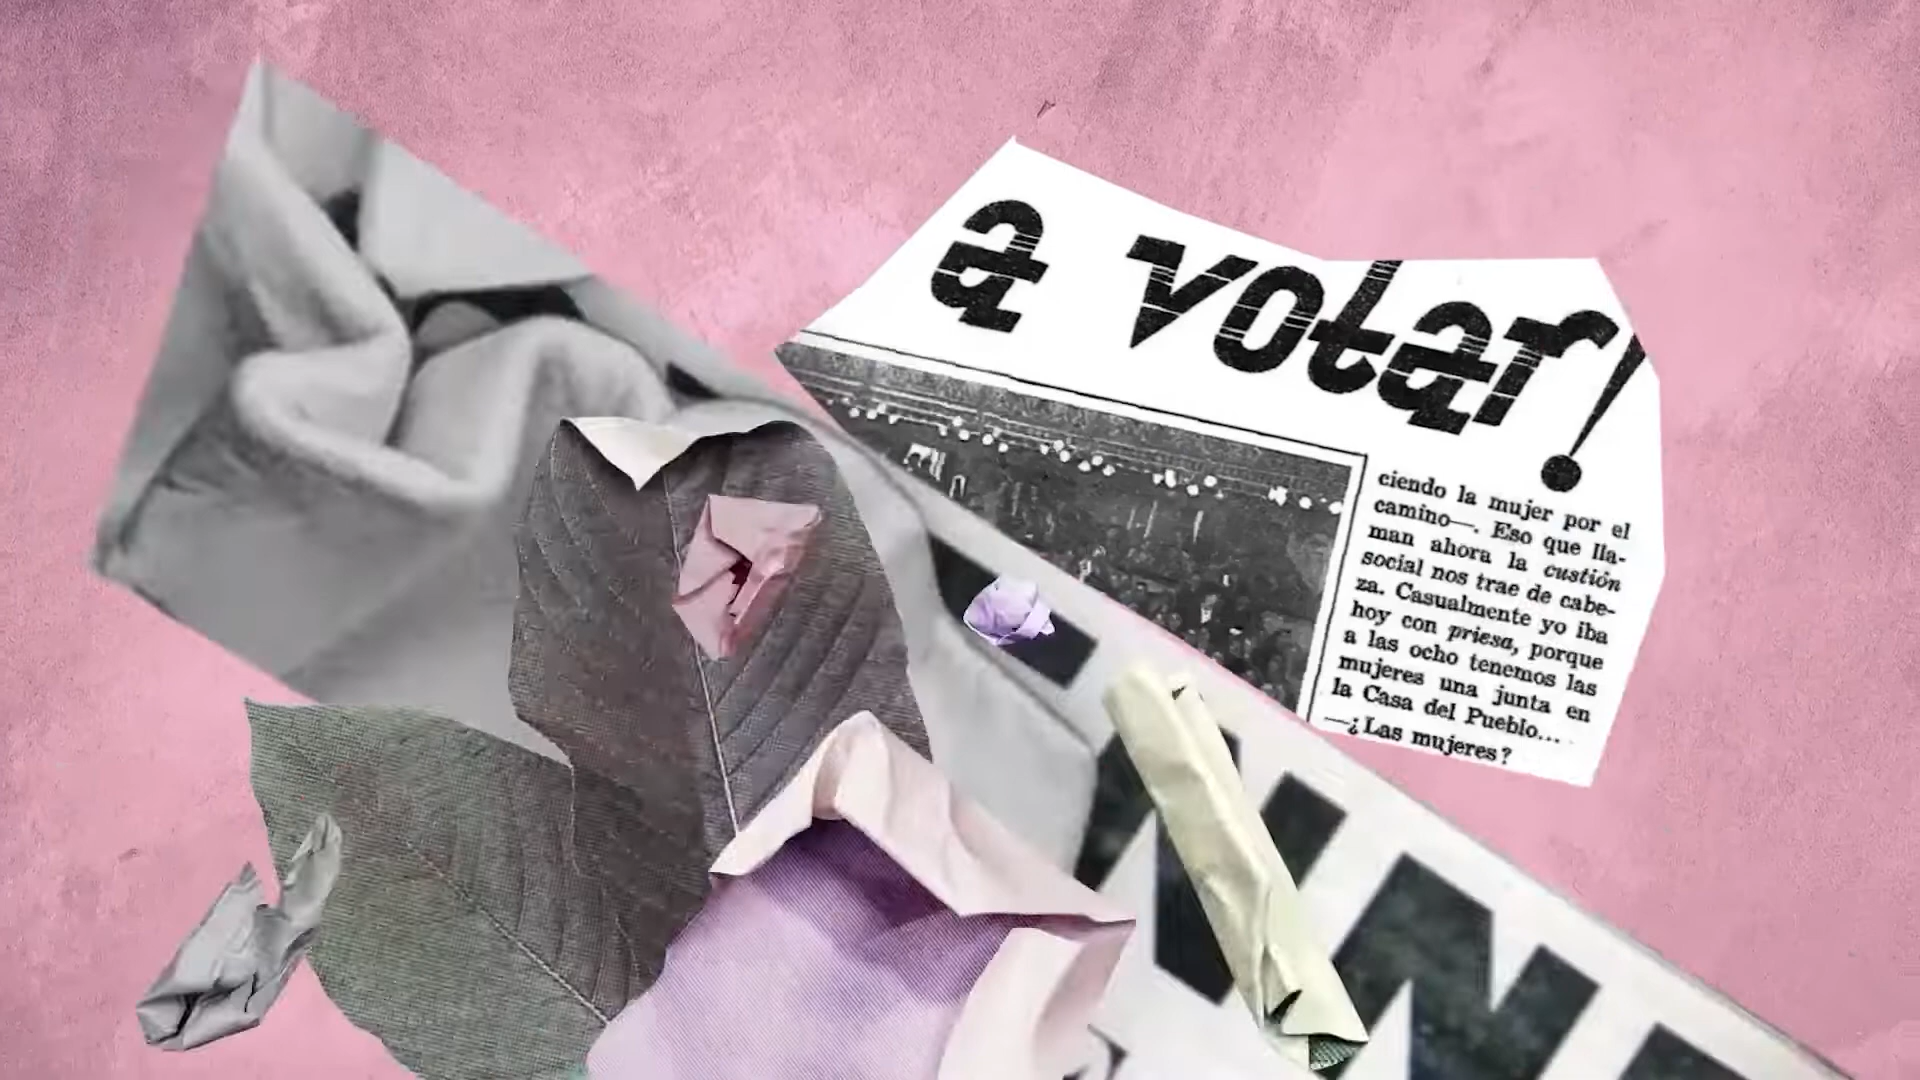 a votar!
ciendo la mujer por el
camino—. Eso que lla-
man ahora la custión
social nos trae de cabe-
za. Casualmente yo iba
hoy con priesa, porque
a las ocho tenemos las
mujeres una junta en
la Casa del Pueblo...
—¿Las mujeres?